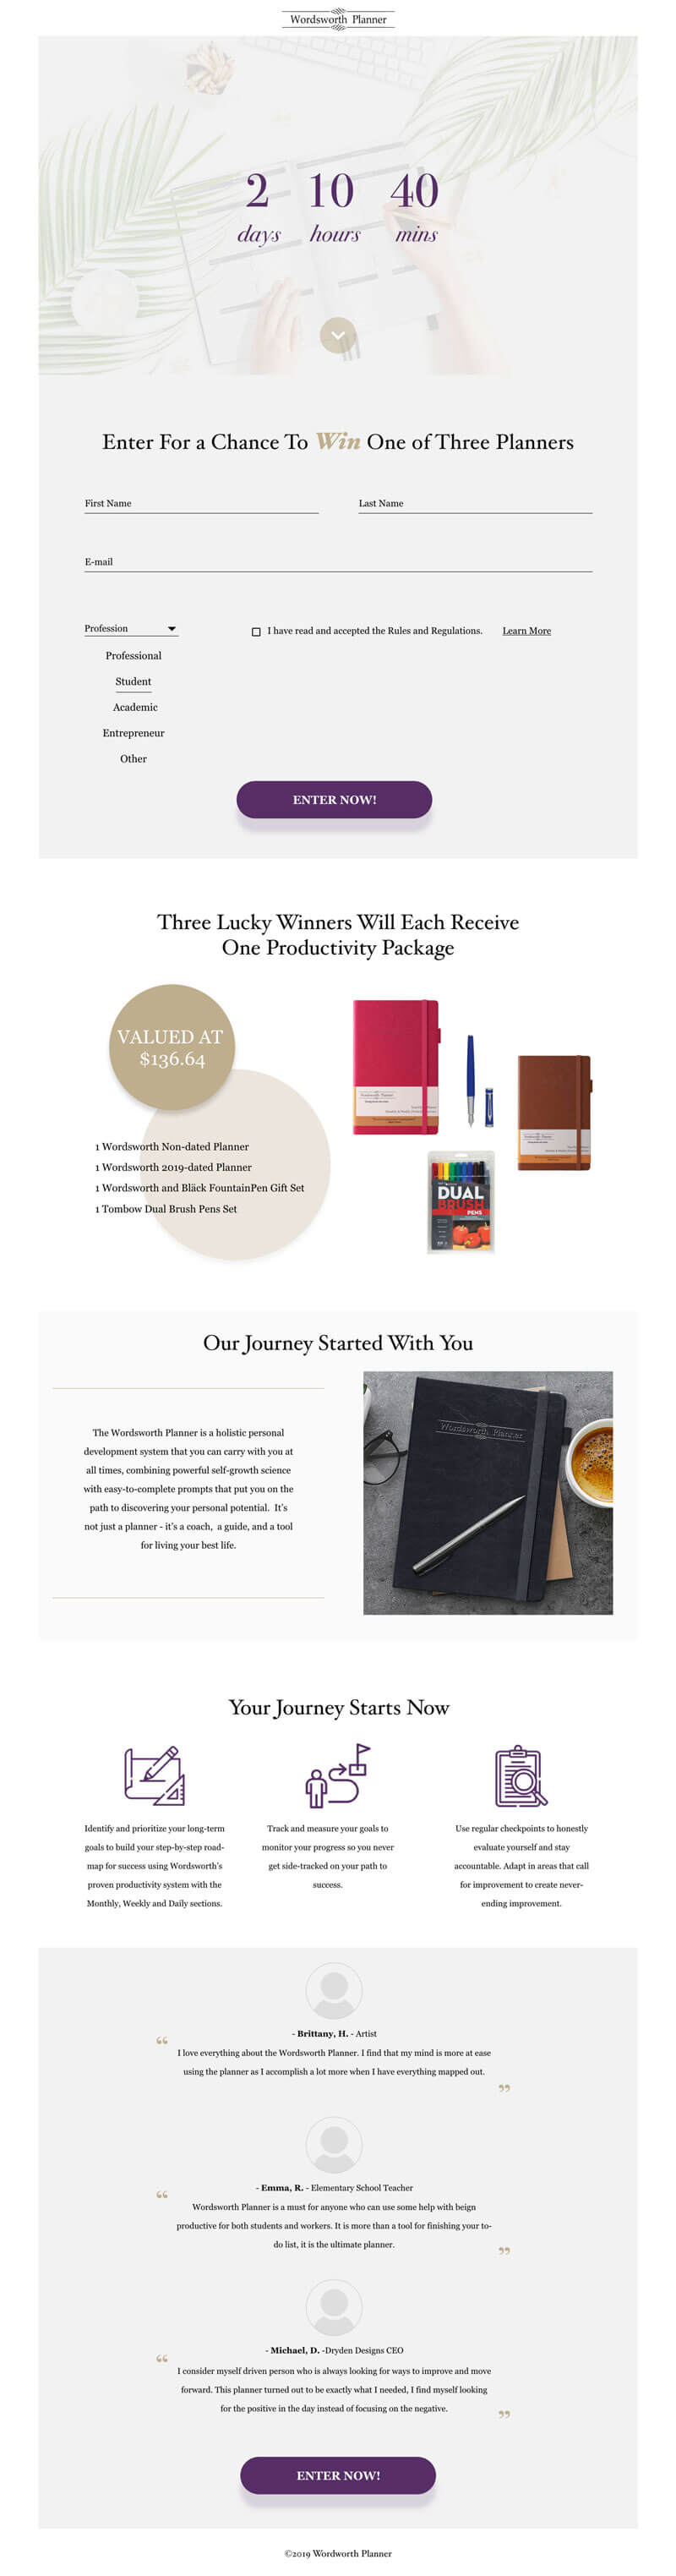 Wordsworth Planner
2 10 40
days hours mins
Enter For a Chance To Win One of Three Planners
First Name
Last Name
E-mail
Profession
I have read and accepted the Rules and Regulations.
Learn More
Professional
Student
Academic
Entrepreneur
Other
ENTER NOW!
Three Lucky Winners Will Each Receive
One Productivity Package
VALUED AT
$136.64
1 Wordsworth Non-dated Planner
1 Wordsworth 2019-dated Planner
1 Wordsworth and Bläck FountainPen Gift Set
1 Tombow Dual Brush Pens Set
Wordsworth Planner
Wordsworth Planner
DUAL
BRUSH
PENS
Our Journey Started With You
The Wordsworth Planner is a holistic personal
development system that you can carry with you at
all times, combining powerful self-growth science
with easy-to-complete prompts that put you on the
path to discovering your personal potential. It's
not just a planner - it's a coach, a guide, and a tool
for living your best life.
Wordsworth Planner
Your Journey Starts Now
Identify and prioritize your long-term
goals to build your step-by-step road-
map for success using Wordsworth's
proven productivity system with the
Monthly, Weekly and Daily sections.
Track and measure your goals to
monitor your progress so you never
get side-tracked on your path to
success.
Use regular checkpoints to honestly
evaluate yourself and stay
accountable. Adapt in areas that call
for improvement to create never-
ending improvement.
- Brittany, H. - Artist
“ I love everything about the Wordsworth Planner. I find that my mind is more at ease
using the planner as I accomplish a lot more when I have everything mapped out. ”
- Emma, R. - Elementary School Teacher
“ Wordsworth Planner is a must for anyone who can use some help with beign
productive for both students and workers. It is more than a tool for finishing your to-
do list, it is the ultimate planner. ”
- Michael, D. -Dryden Designs CEO
“ I consider myself driven person who is always looking for ways to improve and move
forward. This planner turned out to be exactly what I needed, I find myself looking
for the positive in the day instead of focusing on the negative. ”
ENTER NOW!
©2019 Wordworth Planner